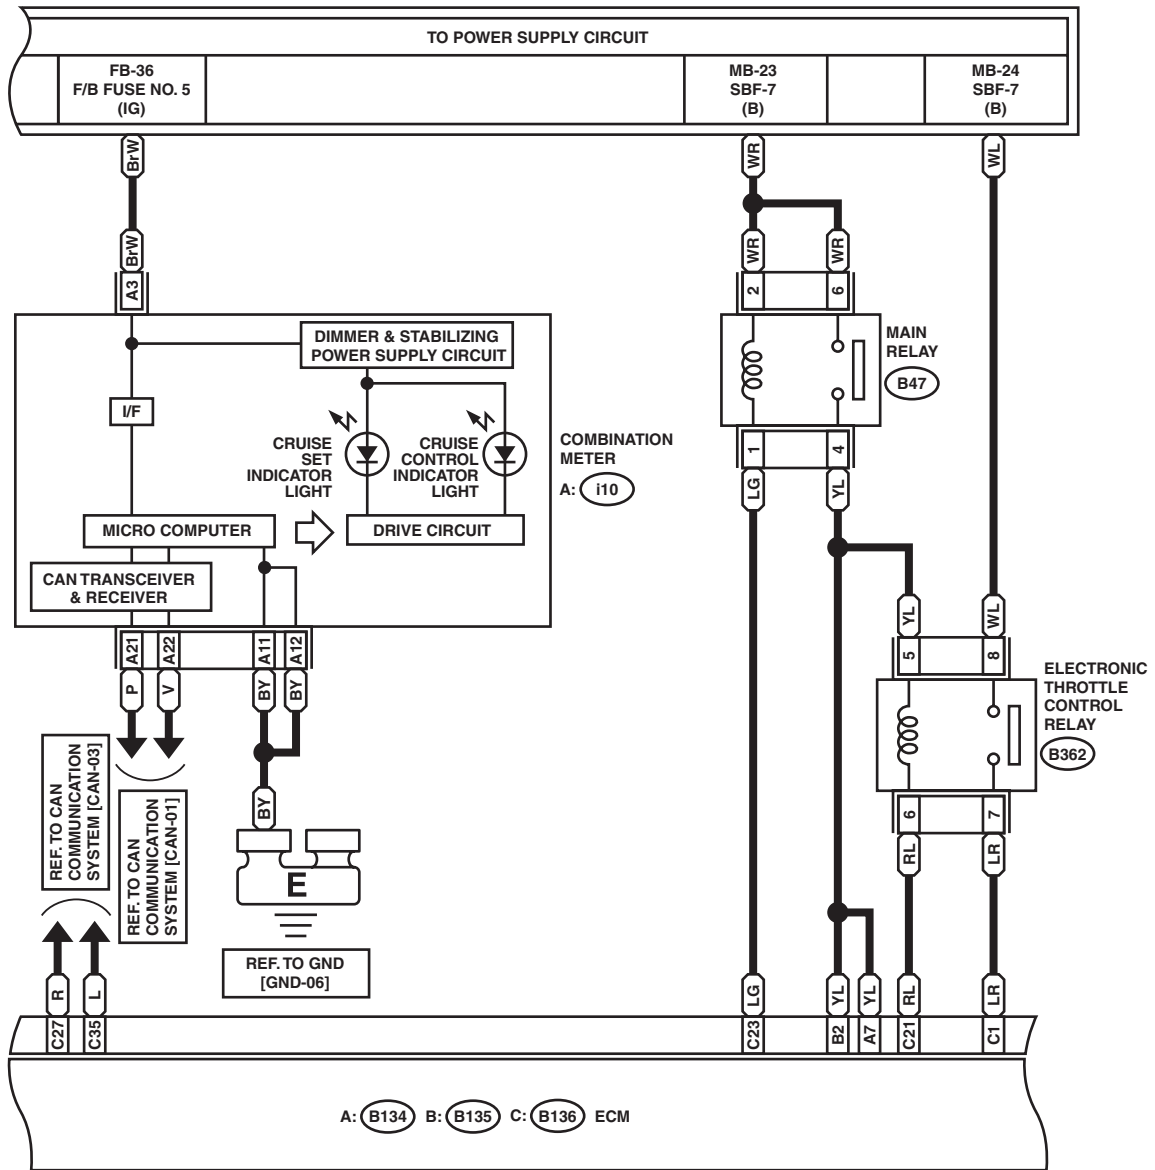 TO POWER SUPPLY CIRCUIT
FB-36
F/B FUSE NO. 5
(IG)
MB-23
SBF-7
(B)
MB-24
SBF-7
(B)
BrW
WR
WL
BrW
WR
WR
A3
2
6
DIMMER & STABILIZING
POWER SUPPLY CIRCUIT
MAIN
RELAY
B47
I/F
CRUISE
SET
INDICATOR
LIGHT
CRUISE
CONTROL
INDICATOR
LIGHT
COMBINATION
METER
A: i10
1
4
LG
YL
MICRO COMPUTER
DRIVE CIRCUIT
CAN TRANSCEIVER
& RECEIVER
YL
WL
A21
A22
A11
A12
5
8
P
V
BY
BY
ELECTRONIC
THROTTLE
CONTROL
RELAY
B362
REF. TO CAN
COMMUNICATION
SYSTEM [CAN-03]
REF. TO CAN
COMMUNICATION
SYSTEM [CAN-01]
BY
6
7
RL
LR
E
REF. TO GND
[GND-06]
R
L
LG
YL
YL
RL
LR
C27
C35
C23
B2
A7
C21
C1
A: B134 B: B135 C: B136 ECM